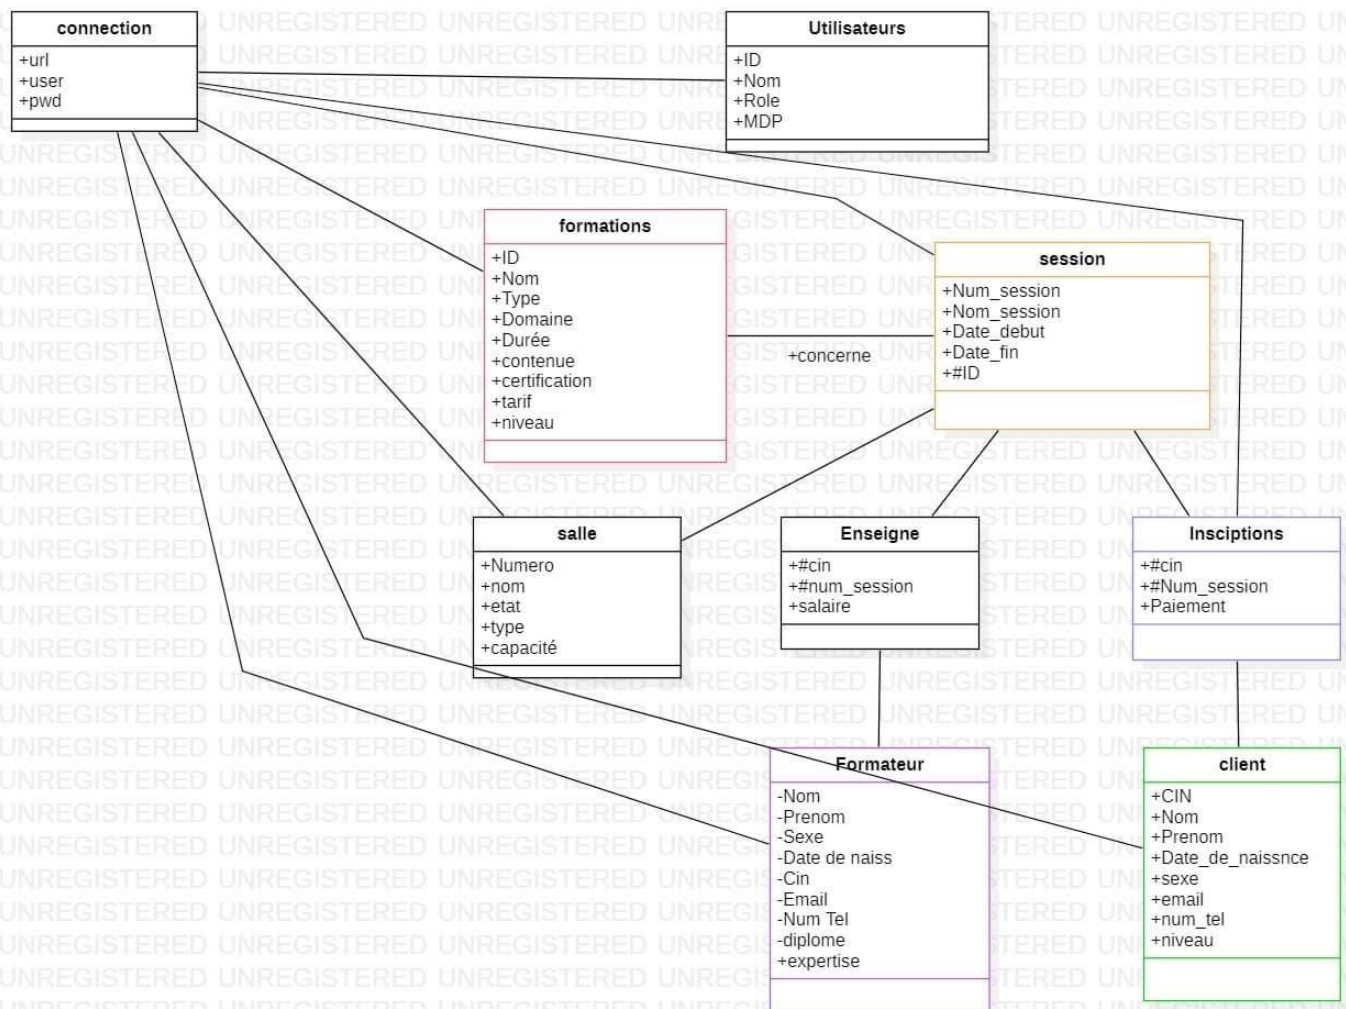 connection
+url
+user
+pwd
Utilisateurs
+ID
+Nom
+Role
+MDP
formations
+ID
+Nom
+Type
+Domaine
+Durée
+contenue
+certification
+tarif
+niveau
+concerne
session
+Num_session
+Nom_session
+Date_debut
+Date_fin
+#ID
salle
+Numero
+nom
+etat
+type
+capacité
Enseigne
+#cin
+#num_session
+salaire
Insciptions
+#cin
+#Num_session
+Paiement
Formateur
-Nom
-Prenom
-Sexe
-Date de naiss
-Cin
-Email
-Num Tel
-diplome
+expertise
client
+CIN
+Nom
+Prenom
+Date_de_naissnce
+sexe
+email
+num_tel
+niveau
UNREGISTERED